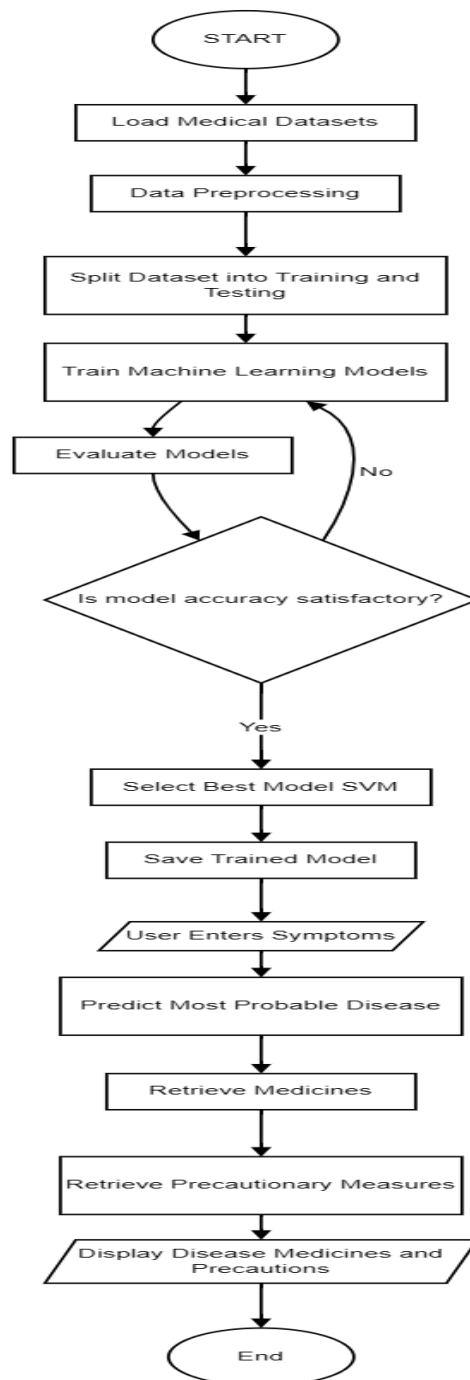 START
Load Medical Datasets
Data Preprocessing
Split Dataset into Training and
Testing
Train Machine Learning Models
Evaluate Models
No
Is model accuracy satisfactory?
Yes
Select Best Model SVM
Save Trained Model
User Enters Symptoms
Predict Most Probable Disease
Retrieve Medicines
Retrieve Precautionary Measures
Display Disease Medicines and
Precautions
End